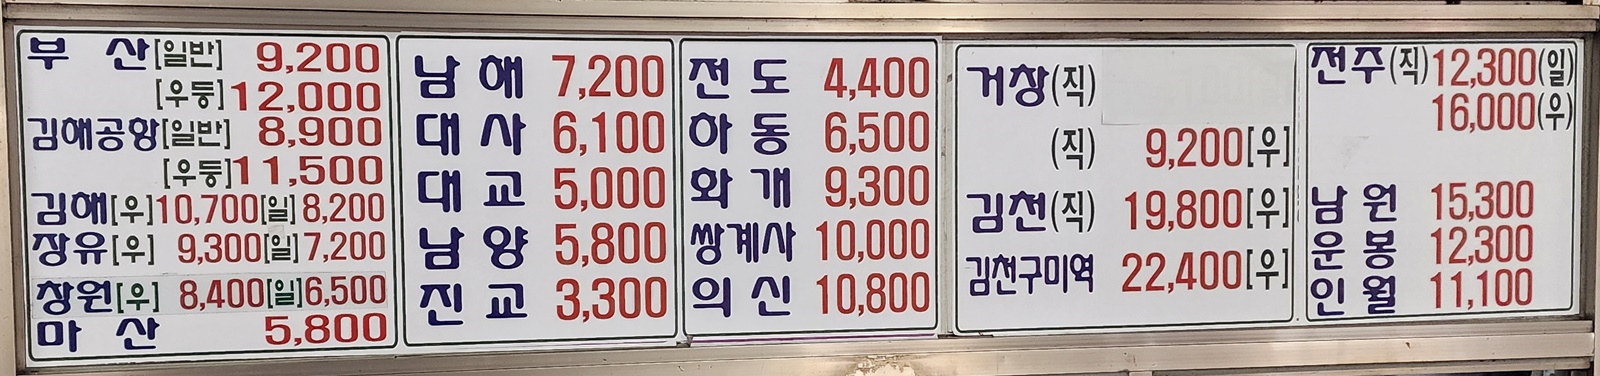 부 산[일반] 9,200
[우등]12,000
김해공항[일반] 8,900
[우등]11,500
김해[우]10,700[일]8,200
장유[우] 9,300[일]7,200
창원[우] 8,400[일]6,500
마 산 5,800
남 해 7,200
대 사 6,100
대 교 5,000
남 양 5,800
진 교 3,300
전 도 4,400
하 동 6,500
화 개 9,300
쌍계사 10,000
의 신 10,800
거창(직)
(직) 9,200[우]
김천(직) 19,800[우]
김천구미역 22,400[우]
전주(직)12,300(일)
16,000(우)
남 원 15,300
운 봉 12,300
인 월 11,100